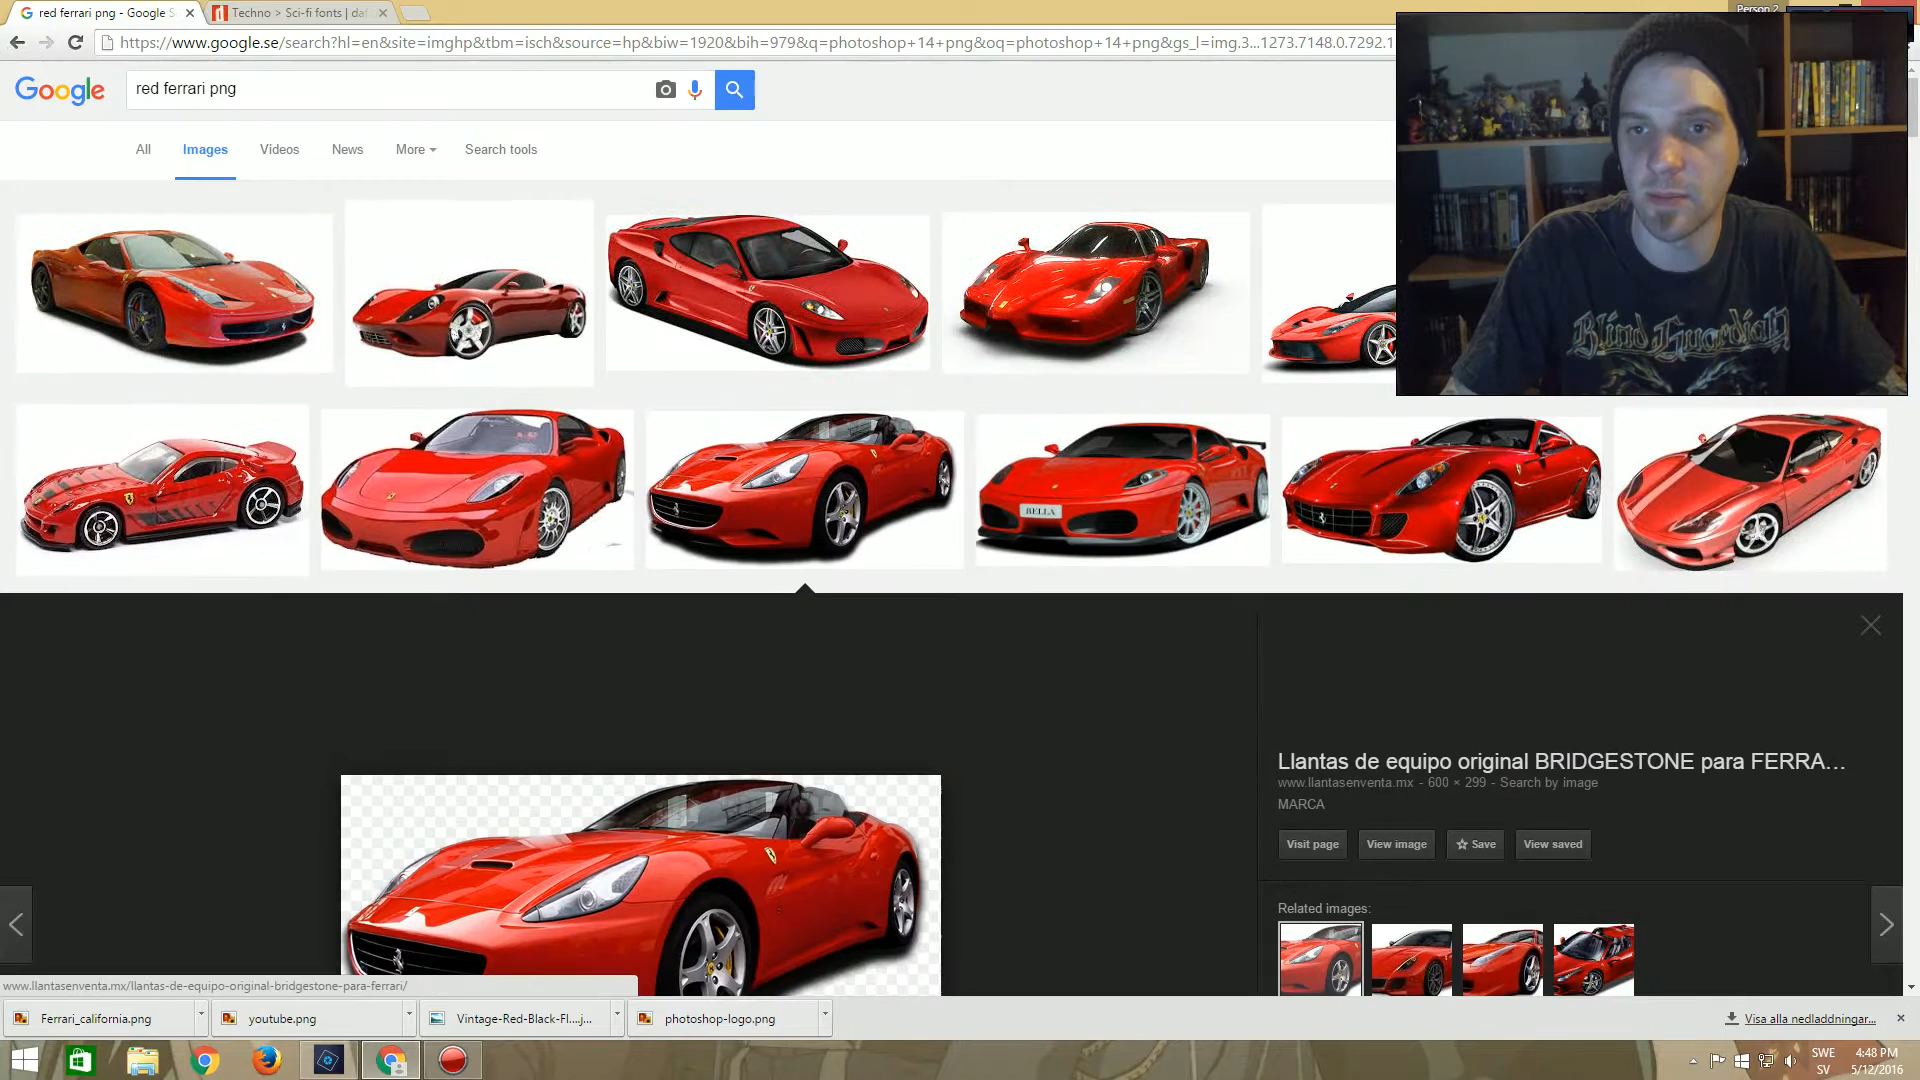 red ferrari png - Google S
Techno > Sci-fi fonts | daf
Person 2
https://www.google.se/search?hl=en&site=imghp&tbm=isch&source=hp&biw=1920&bih=979&q=photoshop+14+png&oq=photoshop+14+png&gs_l=img.3...1273.7148.0.7292.1
Google
red ferrari png
All
Images
Videos
News
More
Search tools
Blind Guardian
BELLA
Llantas de equipo original BRIDGESTONE para FERRA...
www.llantasenventa.mx - 600 × 299 - Search by image
MARCA
Visit page
View image
Save
View saved
Related images:
www.llantasenventa.mx/llantas-de-equipo-original-bridgestone-para-ferrari/
Ferrari_california.png
youtube.png
Vintage-Red-Black-Fl....j...
photoshop-logo.png
Visa alla nedladdningar...
SWE
SV
4:48 PM
5/12/2016